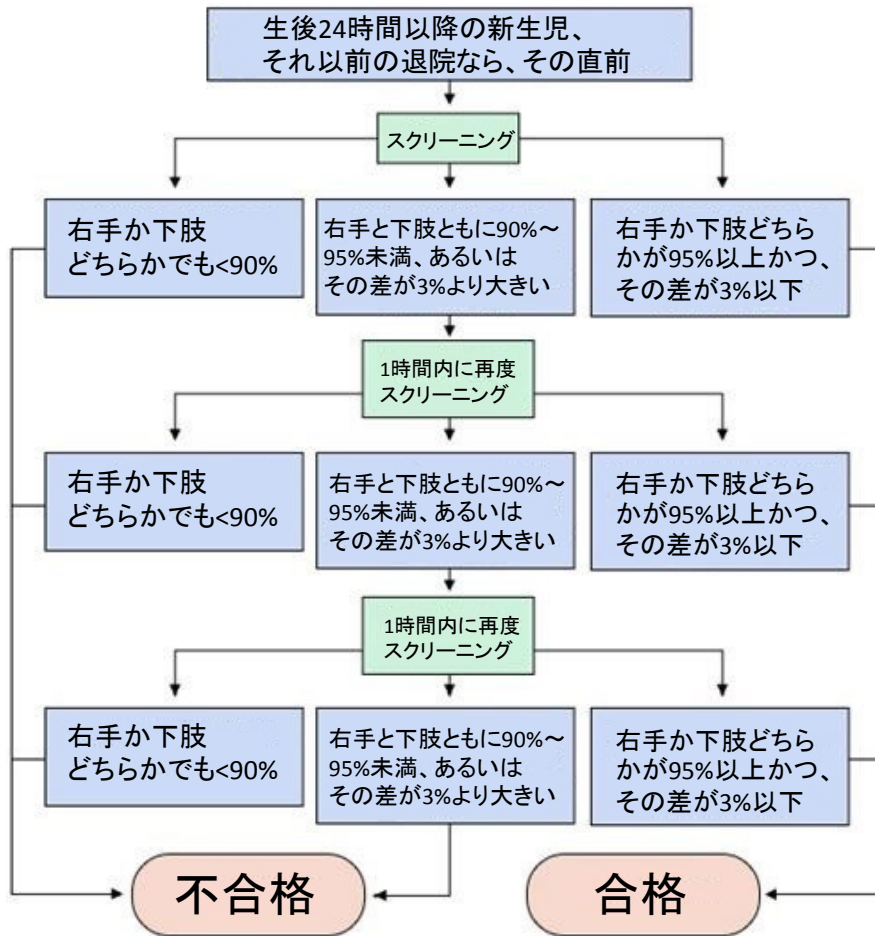 生後24時間以降の新生児、
それ以前の退院なら、その直前
スクリーニング
右手か下肢
どちらかでも<90%
右手と下肢ともに90%～
95%未満、あるいは
その差が3%より大きい
右手か下肢どちら
かが95%以上かつ、
その差が3%以下
1時間内に再度
スクリーニング
右手か下肢
どちらかでも<90%
右手と下肢ともに90%～
95%未満、あるいは
その差が3%より大きい
右手か下肢どちら
かが95%以上かつ、
その差が3%以下
1時間内に再度
スクリーニング
右手か下肢
どちらかでも<90%
右手と下肢ともに90%～
95%未満、あるいは
その差が3%より大きい
右手か下肢どちら
かが95%以上かつ、
その差が3%以下
不合格
合格